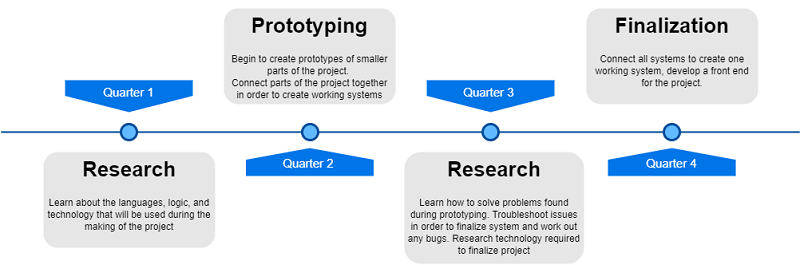 Prototyping
Begin to create prototypes of smaller
parts of the project.
Connect parts of the project together
in order to create working systems
Finalization
Connect all systems to create one
working system, develop a front end
for the project.
Quarter 1
Quarter 3
Quarter 2
Quarter 4
Research
Learn about the languages, logic, and
technology that will be used during the
making of the project
Research
Learn how to solve problems found
during prototyping. Troubleshoot issues
in order to finalize system and work out
any bugs. Research technology required
to finalize project